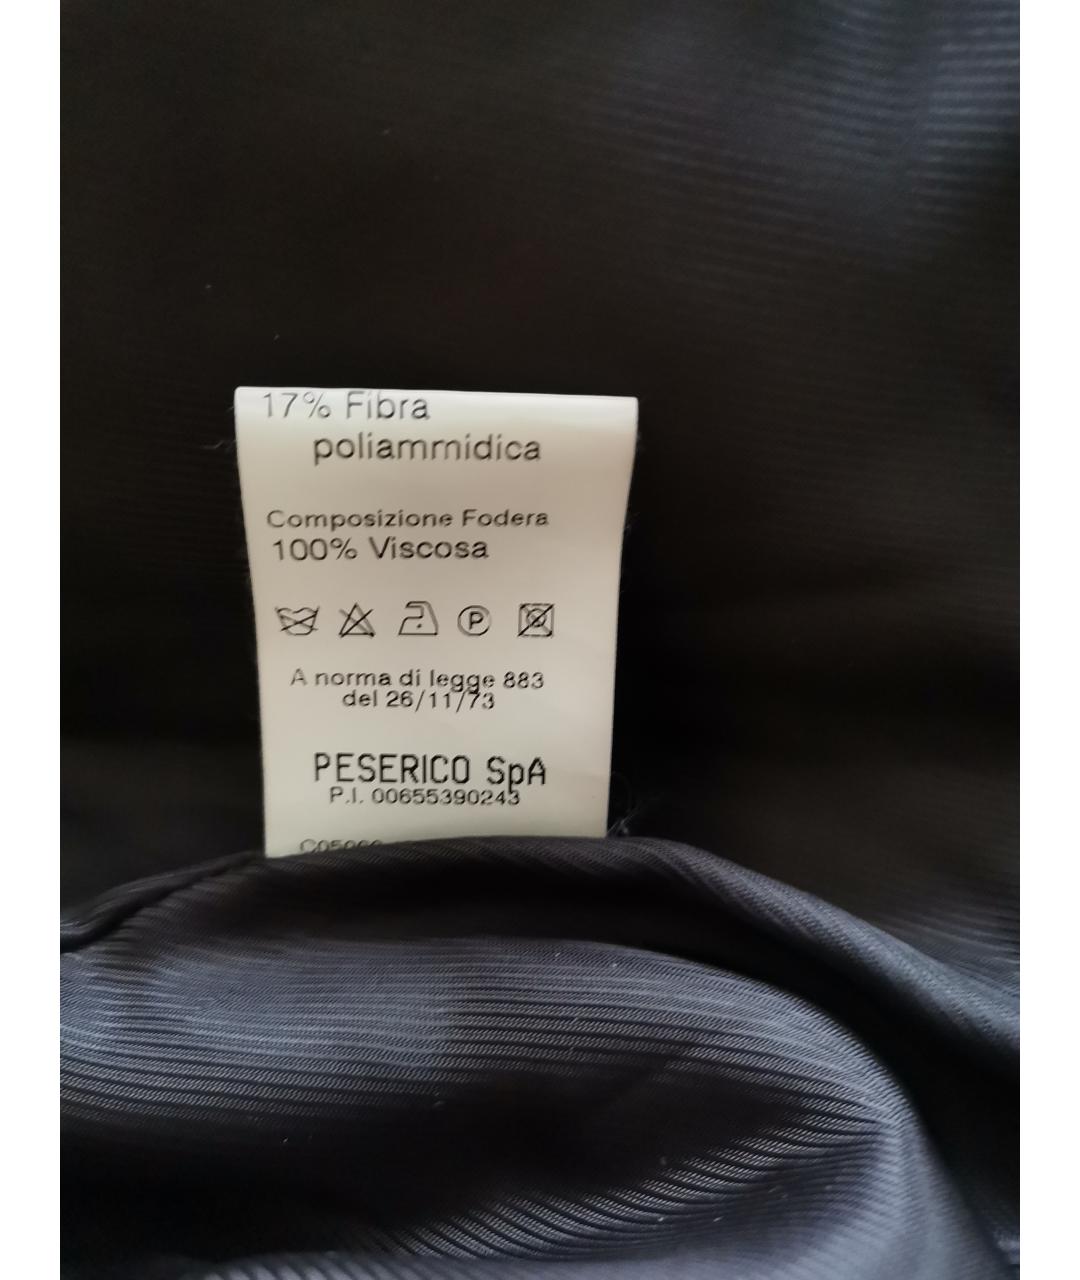 17% Fibra
poliammidica
Composizione Fodera
100% Viscosa
P
A norma di legge 883
del 26/11/73
PESERICO SpA
P.I. 00655390243